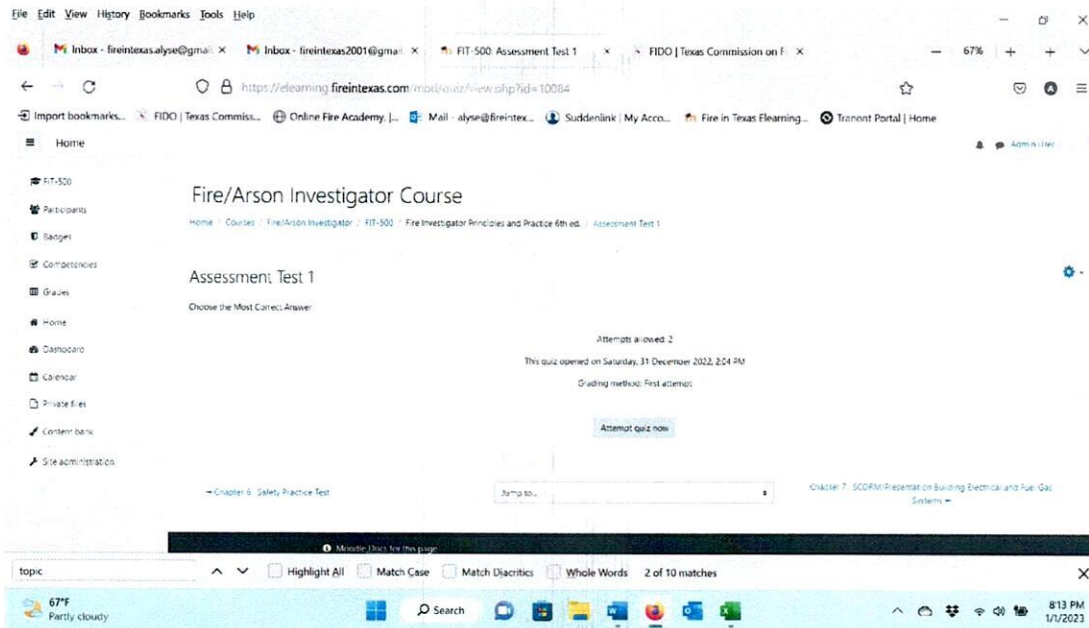 File Edit View History Bookmarks Tools Help
Inbox - fireintexas.alyse@gmai × Inbox - fireintexas2001@gmai × FIT-500: Assessment Test 1 × FIDO | Texas Commission on F × 67%
https://elearning.fireintexas.com/mod/quiz/view.php?id=10084
Import bookmarks... FIDO | Texas Commiss... Online Fire Academy, |... Mail - alyse@fireintex... Suddenlink | My Acco... Fire in Texas Elearning... Tranont Portal | Home
Home Admin User
FIT-500
Participants
Badges
Competencies
Grades
Home
Dashboard
Calendar
Private files
Content bank
Site administration
Fire/Arson Investigator Course
Home / Courses / Fire/Arson Investigator / FIT-500 / Fire Investigator Principles and Practice 6th ed. / Assessment Test 1
Assessment Test 1
Choose the Most Correct Answer
Attempts allowed: 2
This quiz opened on Saturday, 31 December 2022, 2:04 PM
Grading method: First attempt
Attempt quiz now
Chapter 6: Safety Practice Test Jump to... Chapter 7: SCORM/Presentation Building Electrical and Fuel Gas
Systems
Moodle Docs for this page
topic Highlight All Match Case Match Diacritics Whole Words 2 of 10 matches ×
67°F
Partly cloudy
Search
8:13 PM
1/1/2023